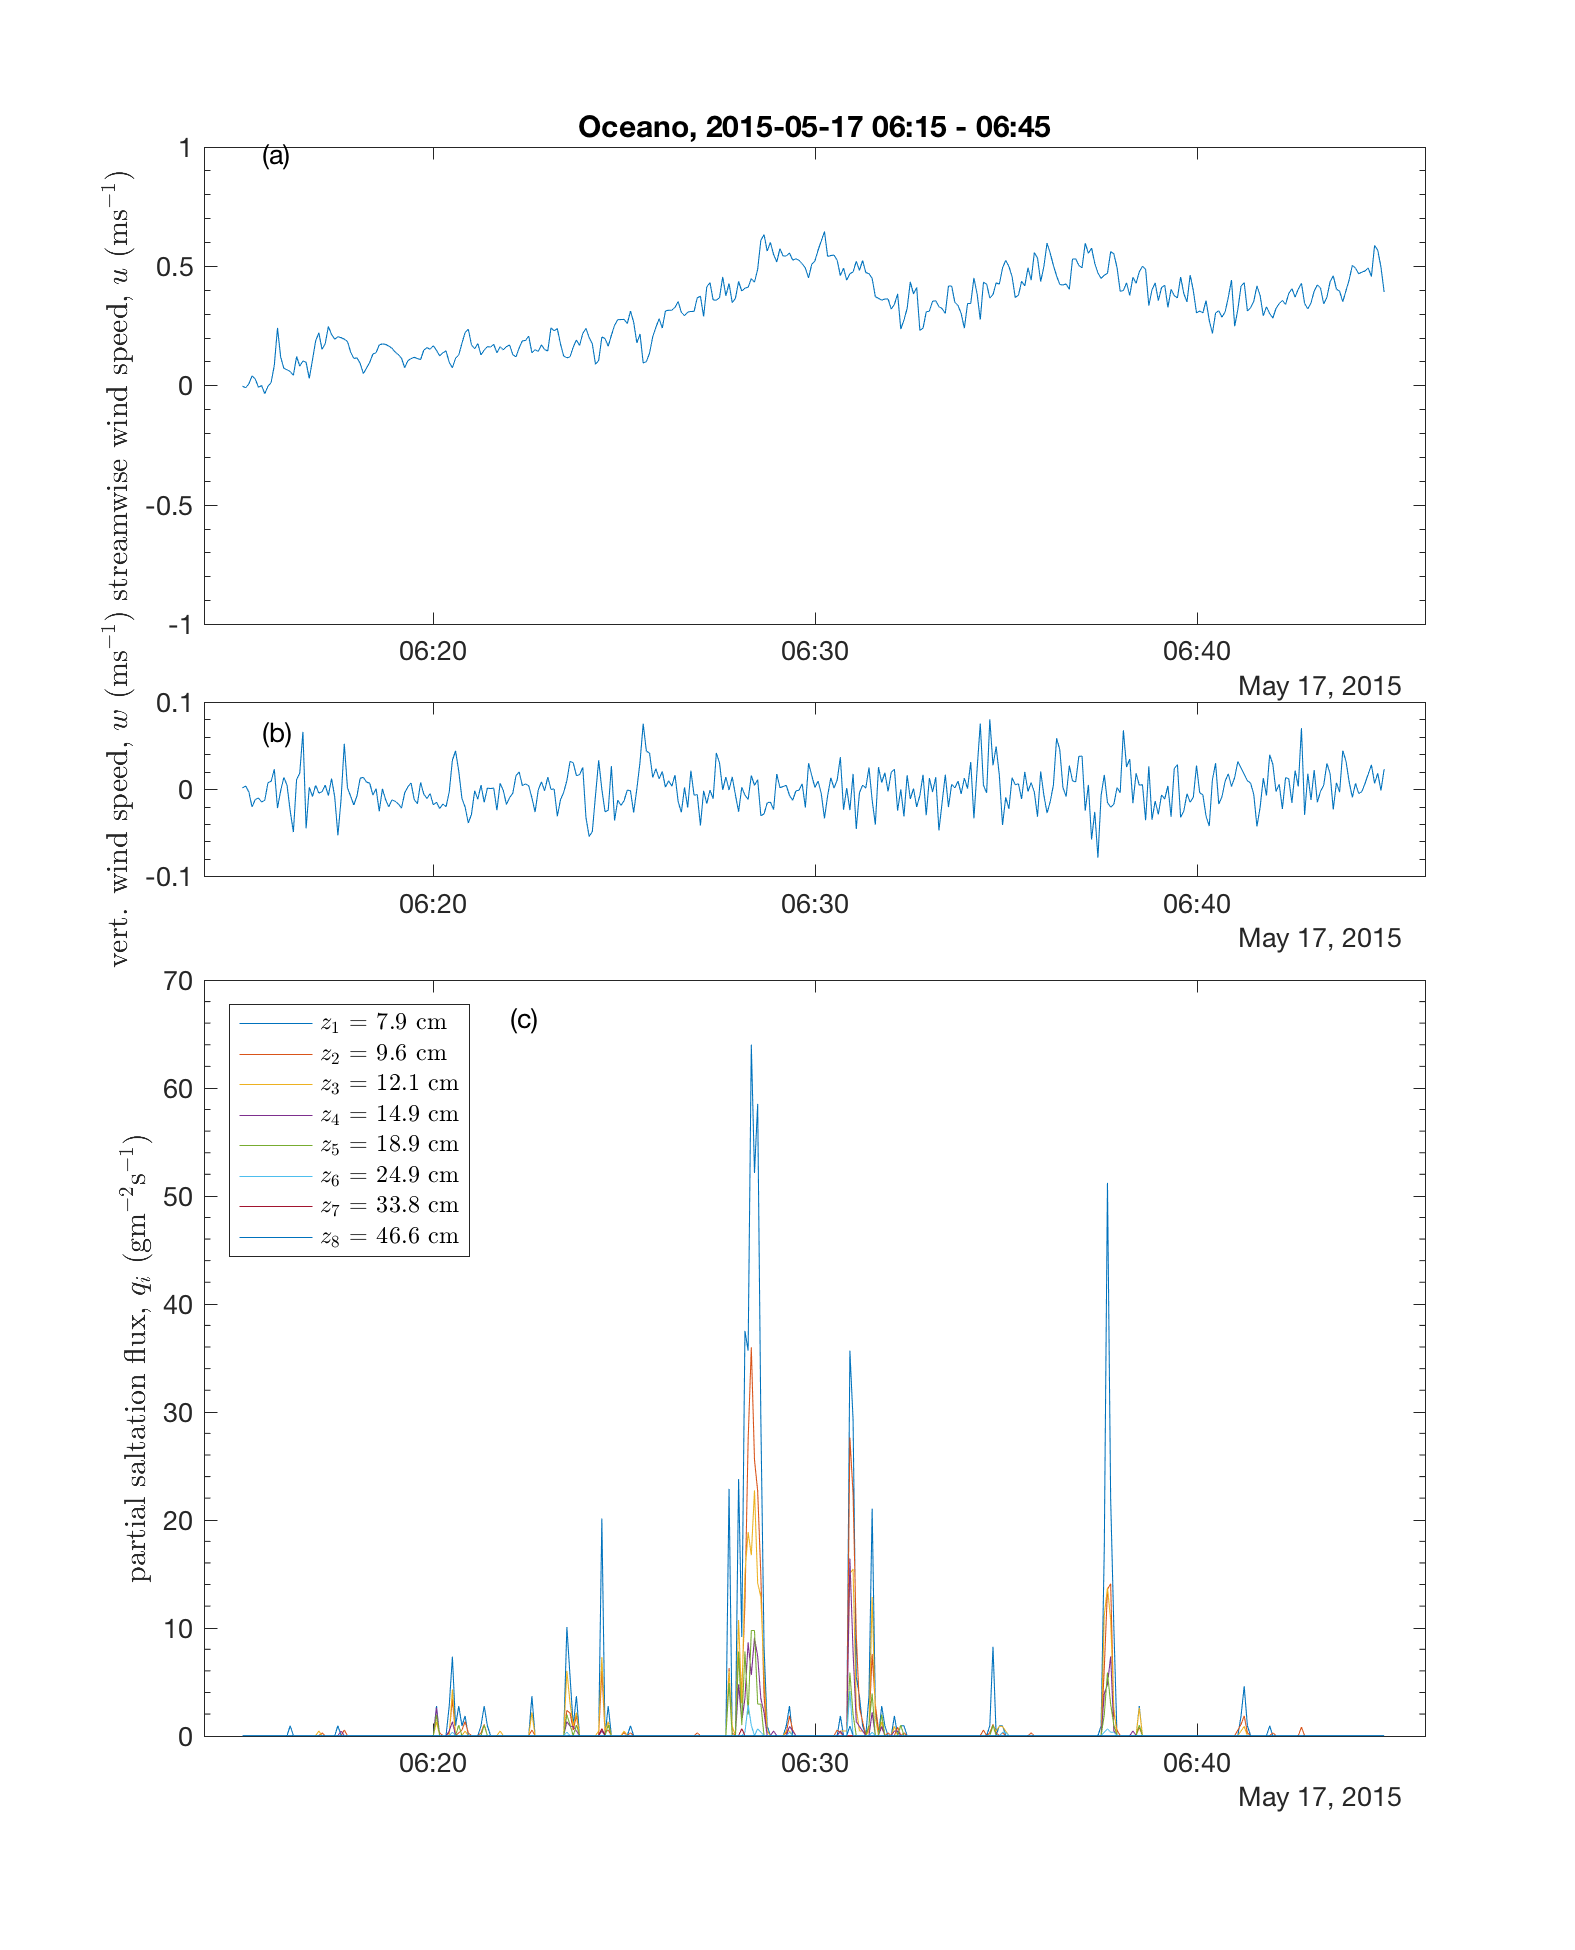 Oceano, 2015-05-17 06:15 - 06:45
(a)
streamwise wind speed, u (ms⁻¹)
1
0.5
0
-0.5
-1
06:20 06:30 06:40
May 17, 2015
(b)
vert. wind speed, w (ms⁻¹)
0.1
0
-0.1
06:20 06:30 06:40
May 17, 2015
(c)
partial saltation flux, qᵢ (gm⁻²s⁻¹)
70
60
50
40
30
20
10
0
z₁ = 7.9 cm
z₂ = 9.6 cm
z₃ = 12.1 cm
z₄ = 14.9 cm
z₅ = 18.9 cm
z₆ = 24.9 cm
z₇ = 33.8 cm
z₈ = 46.6 cm
06:20 06:30 06:40
May 17, 2015